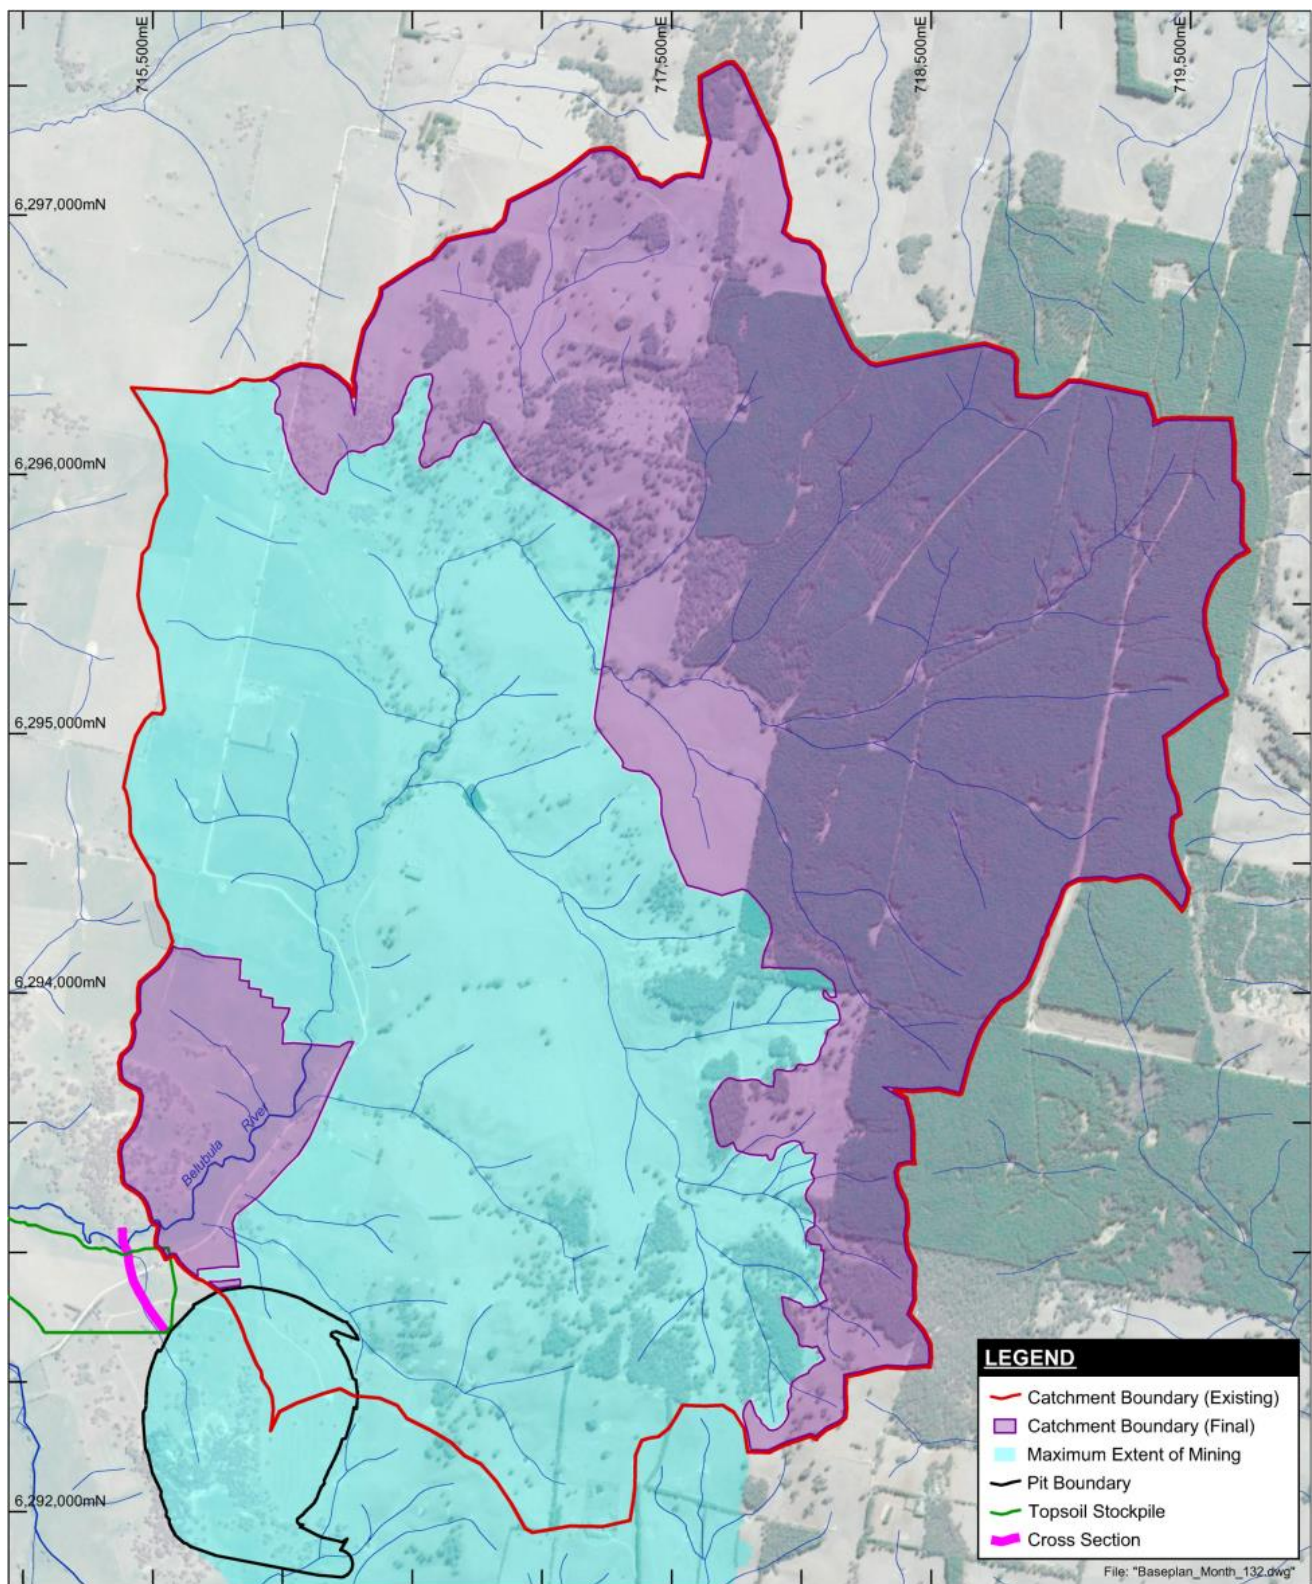 715,500mE
717,500mE
718,500mE
719,500mE
6,297,000mN
6,296,000mN
6,295,000mN
6,294,000mN
Belubula River
6,292,000mN
LEGEND
Catchment Boundary (Existing)
Catchment Boundary (Final)
Maximum Extent of Mining
Pit Boundary
Topsoil Stockpile
Cross Section
File: "Baseplan_Month_132.dwg"